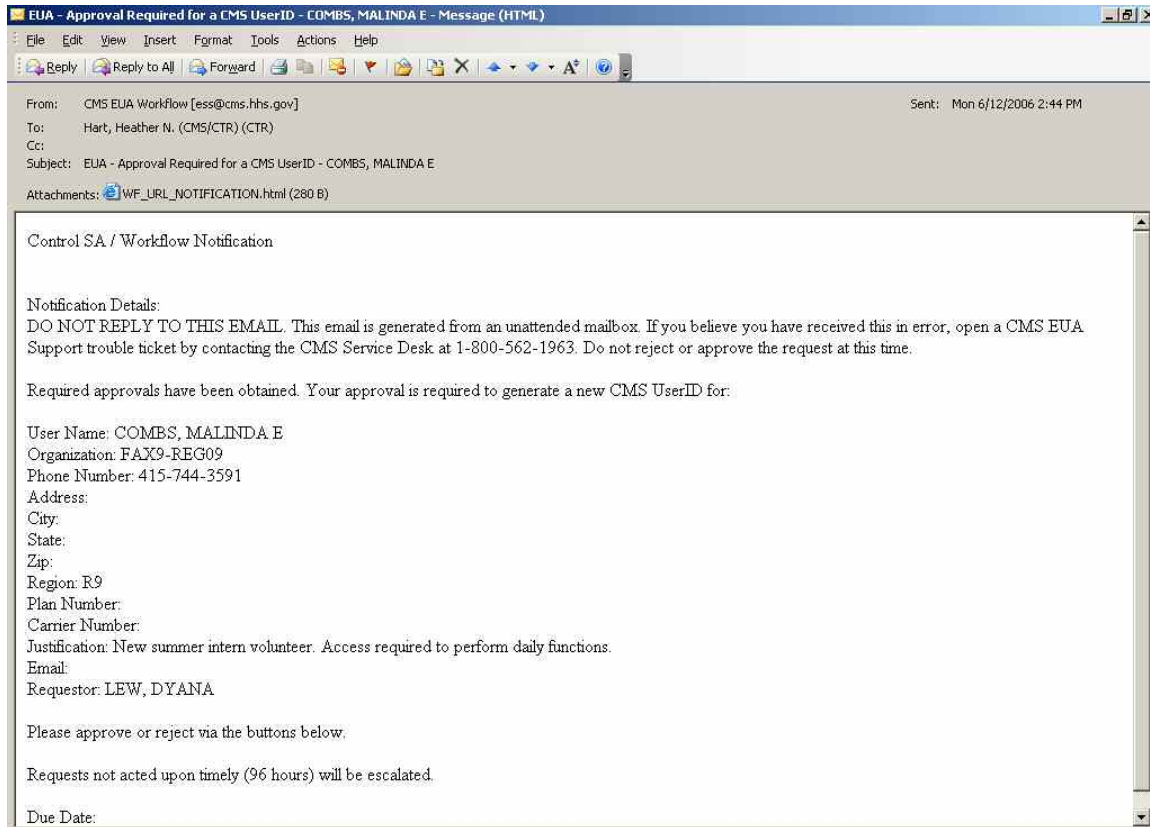 EUA - Approval Required for a CMS UserID - COMBS, MALINDA E - Message (HTML)
File Edit View Insert Format Tools Actions Help
Reply Reply to All Forward
From: CMS EUA Workflow [ess@cms.hhs.gov] Sent: Mon 6/12/2006 2:44 PM
To: Hart, Heather N. (CMS/CTR) (CTR)
Cc:
Subject: EUA - Approval Required for a CMS UserID - COMBS, MALINDA E
Attachments: WF_URL_NOTIFICATION.html (280 B)
Control SA / Workflow Notification
Notification Details:
DO NOT REPLY TO THIS EMAIL. This email is generated from an unattended mailbox. If you believe you have received this in error, open a CMS EUA
Support trouble ticket by contacting the CMS Service Desk at 1-800-562-1963. Do not reject or approve the request at this time.
Required approvals have been obtained. Your approval is required to generate a new CMS UserID for:
User Name: COMBS, MALINDA E
Organization: FAX9-REG09
Phone Number: 415-744-3591
Address:
City:
State:
Zip:
Region: R9
Plan Number:
Carrier Number:
Justification: New summer intern volunteer. Access required to perform daily functions.
Email:
Requestor: LEW, DYANA
Please approve or reject via the buttons below.
Requests not acted upon timely (96 hours) will be escalated.
Due Date: